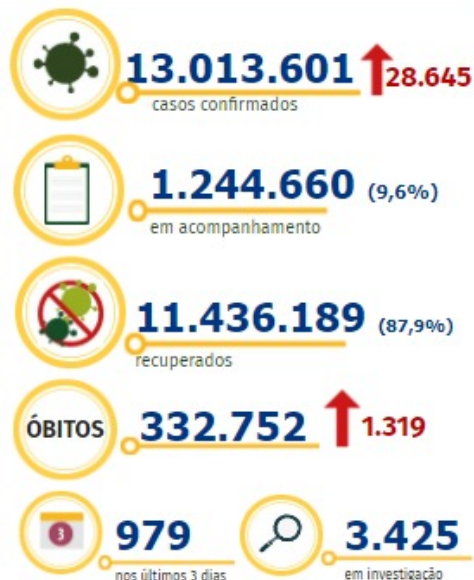 13.013.601 28.645
casos confirmados
1.244.660 (9,6%)
em acompanhamento
11.436.189 (87,9%)
recuperados
ÓBITOS 332.752 1.319
3 979 3.425
nos últimos 3 dias em investigação